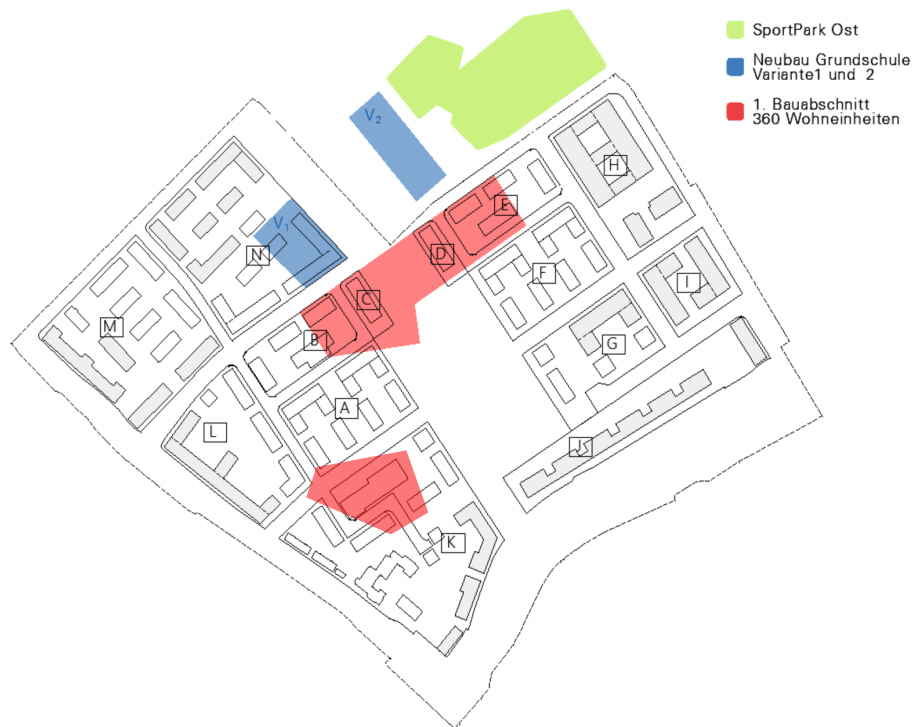 SportPark Ost
Neubau Grundschule
Variante1 und 2
1. Bauabschnitt
360 Wohneinheiten
V2
H
E
V1
D
N
F
I
C
M
B
G
A
L
J
K